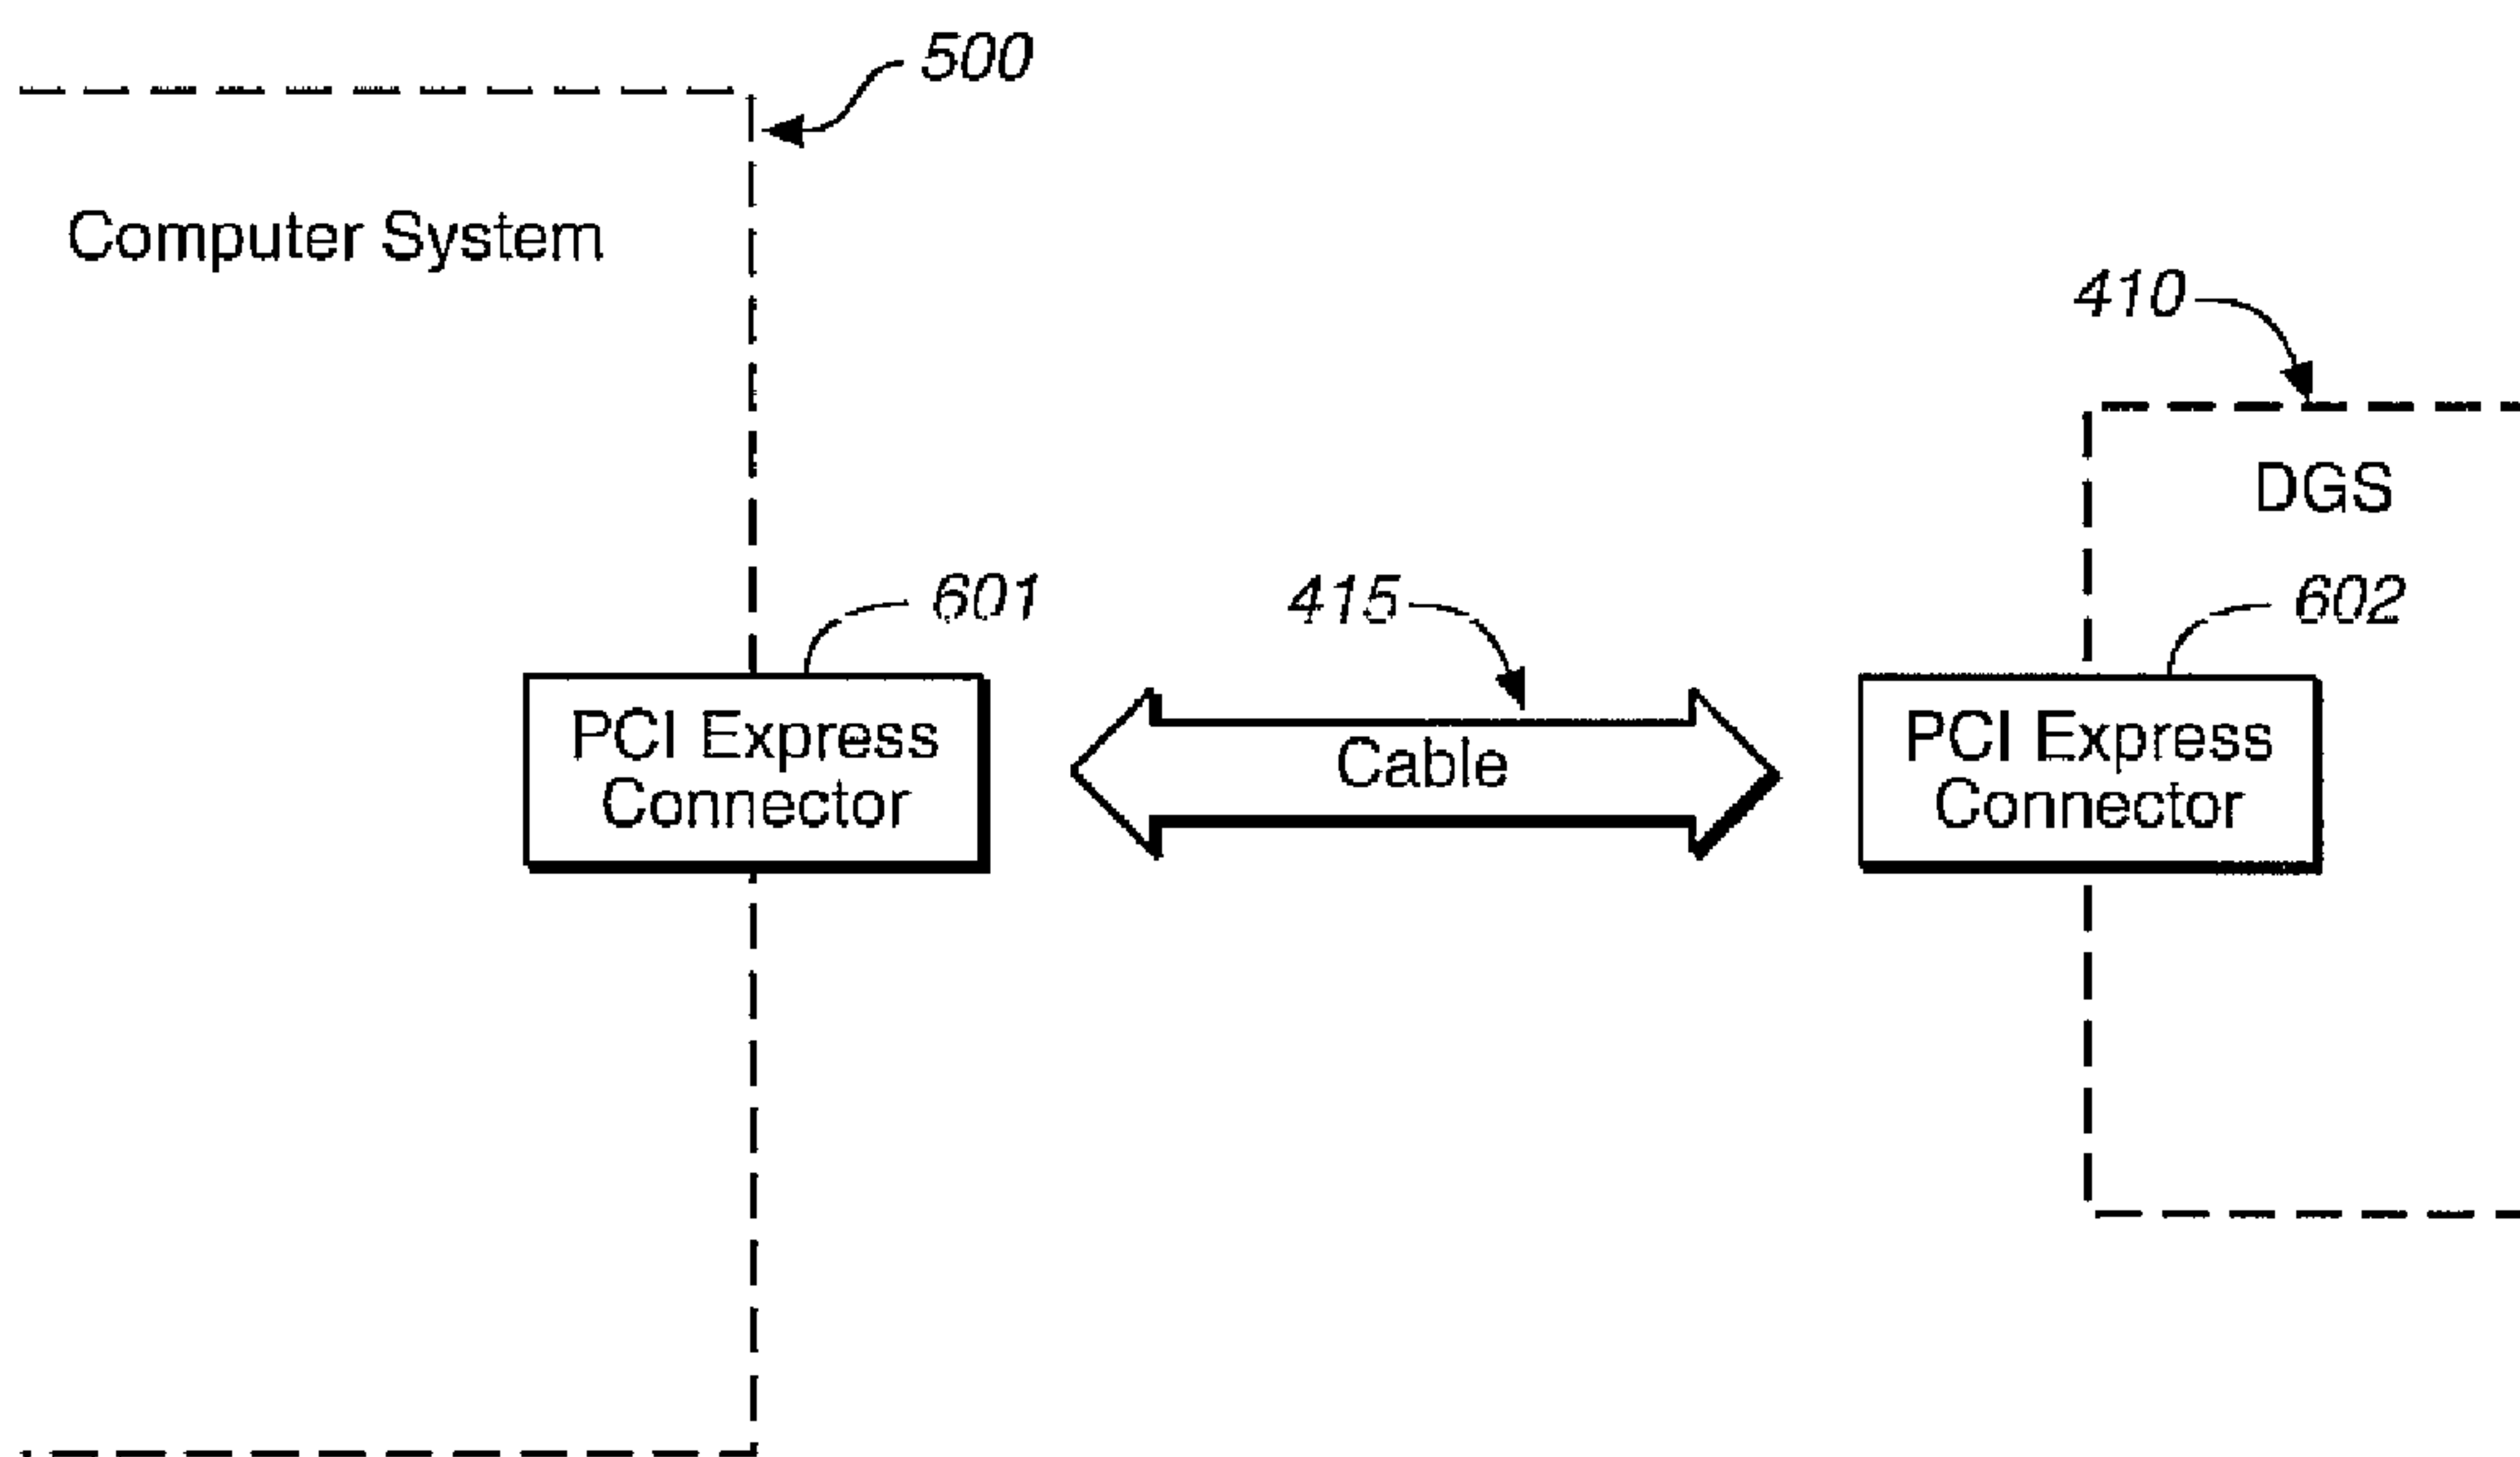 500
Computer System
410
DGS
601
415
602
PCI Express
Connector
Cable
PCI Express
Connector